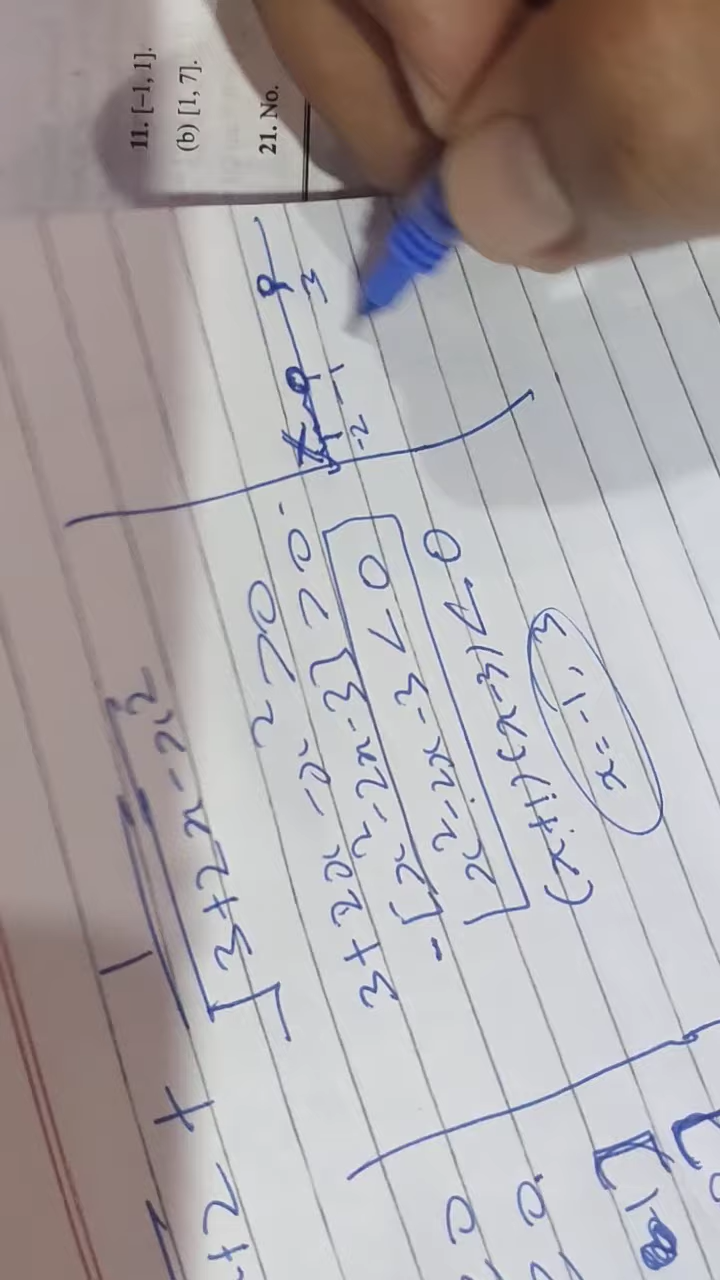 11. [−1, 1].
(b) [1, 7].
21. No.
+2 +
1
√3+2x-x²
3+2x-x²>0
-[x²-2x-3]>0.
x²-2x-3<0
(x+1)(x-3)<0
x=-1,3
-2 -1 3